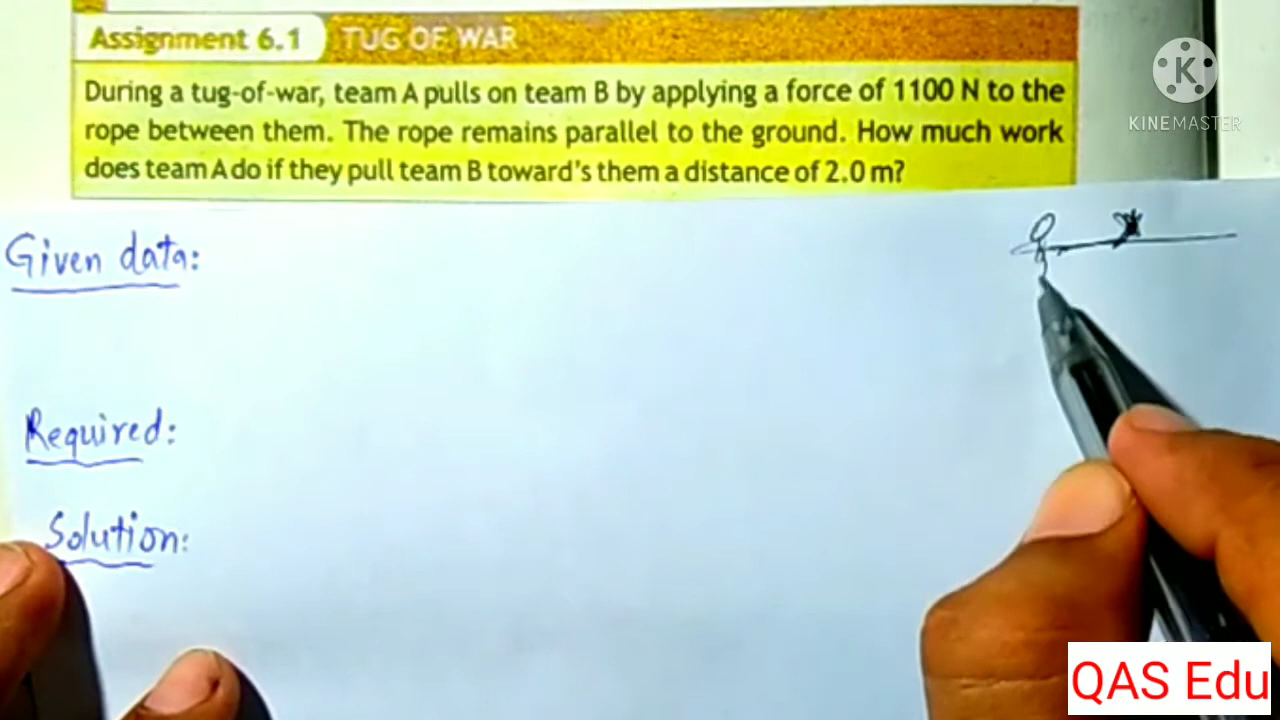 Assignment 6.1 TUG OF WAR
During a tug-of-war, team A pulls on team B by applying a force of 1100 N to the
rope between them. The rope remains parallel to the ground. How much work
does team A do if they pull team B toward's them a distance of 2.0 m?
K
KINEMASTER
Given data:
Required:
Solution:
QAS Edu